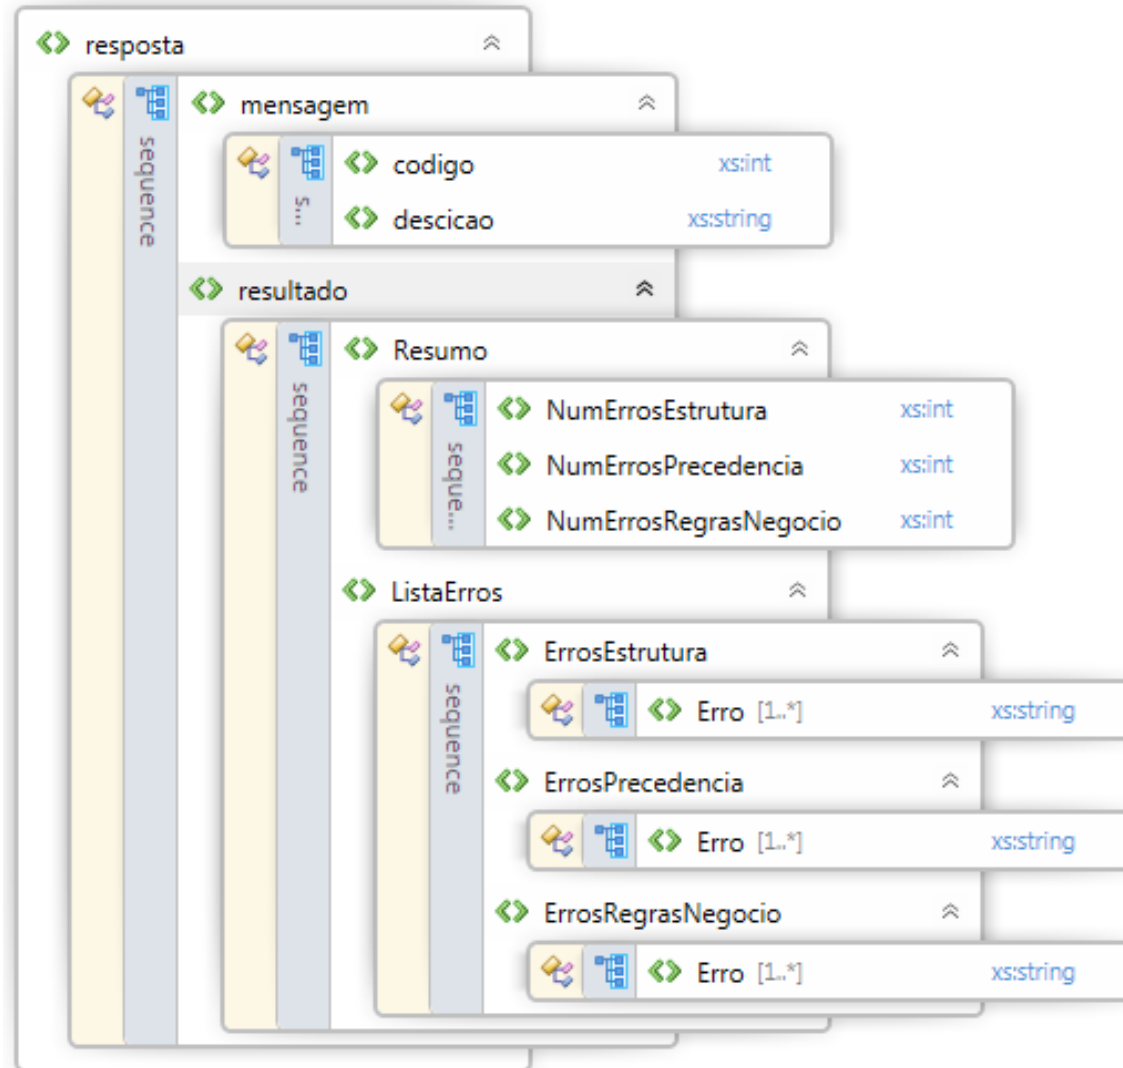 resposta
sequence
mensagem
s...
codigo xs:int
descicao xs:string
resultado
sequence
Resumo
seque...
NumErrosEstrutura xs:int
NumErrosPrecedencia xs:int
NumErrosRegrasNegocio xs:int
ListaErros
sequence
ErrosEstrutura
Erro [1..*] xs:string
ErrosPrecedencia
Erro [1..*] xs:string
ErrosRegrasNegocio
Erro [1..*] xs:string